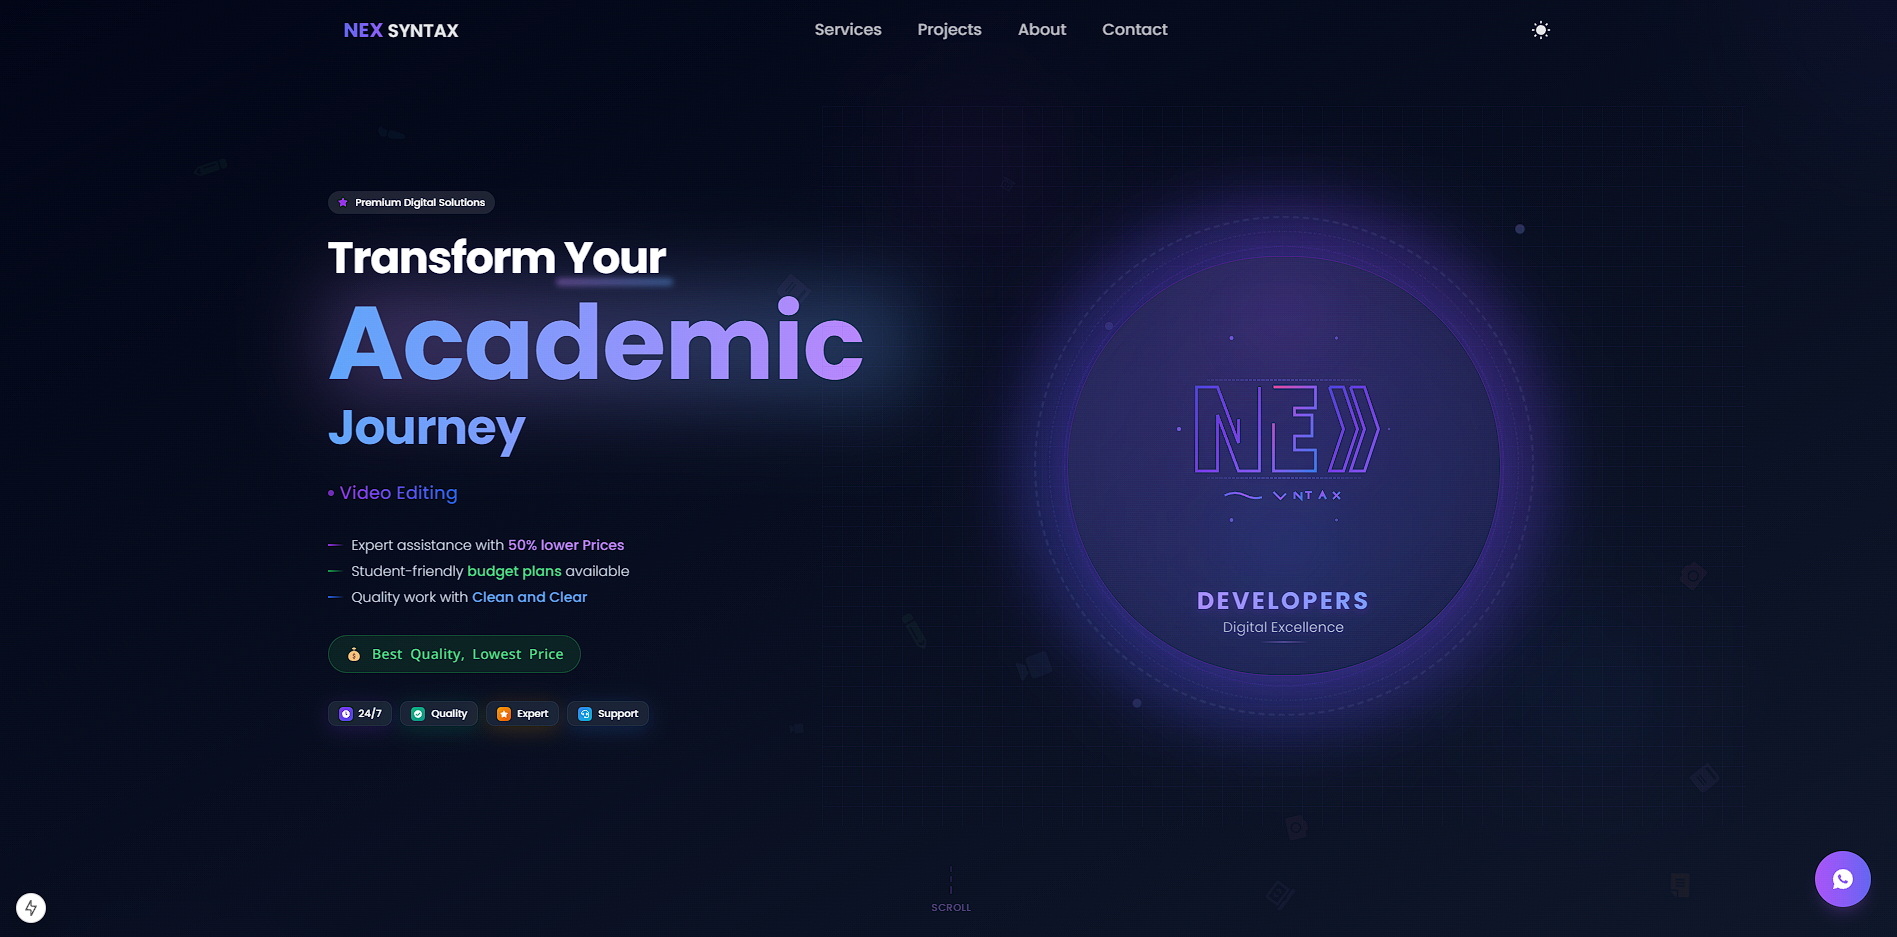 NEX SYNTAX
Services
Projects
About
Contact
Premium Digital Solutions
Transform Your
Academic
Journey
Video Editing
Expert assistance with 50% lower Prices
Student-friendly budget plans available
Quality work with Clean and Clear
Best Quality, Lowest Price
24/7
Quality
Expert
Support
NE
NTAX
DEVELOPERS
Digital Excellence
SCROLL